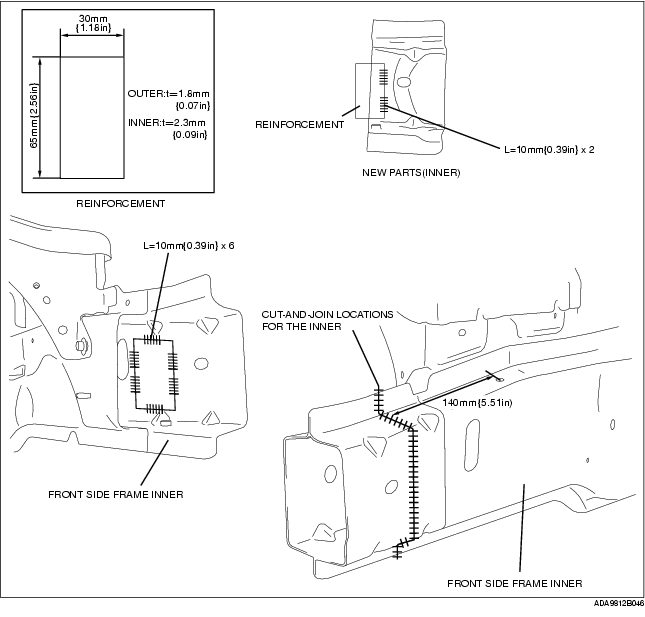 30mm
{1.18in}
65mm{2.56in}
OUTER:t=1.8mm
{0.07in}
INNER:t=2.3mm
{0.09in}
REINFORCEMENT
REINFORCEMENT
L=10mm{0.39in} x 2
NEW PARTS(INNER)
L=10mm{0.39in} x 6
FRONT SIDE FRAME INNER
CUT-AND JOIN LOCATIONS
FOR THE INNER
140mm{5.51in)
FRONT SIDE FRAME INNER
ADA9812B046